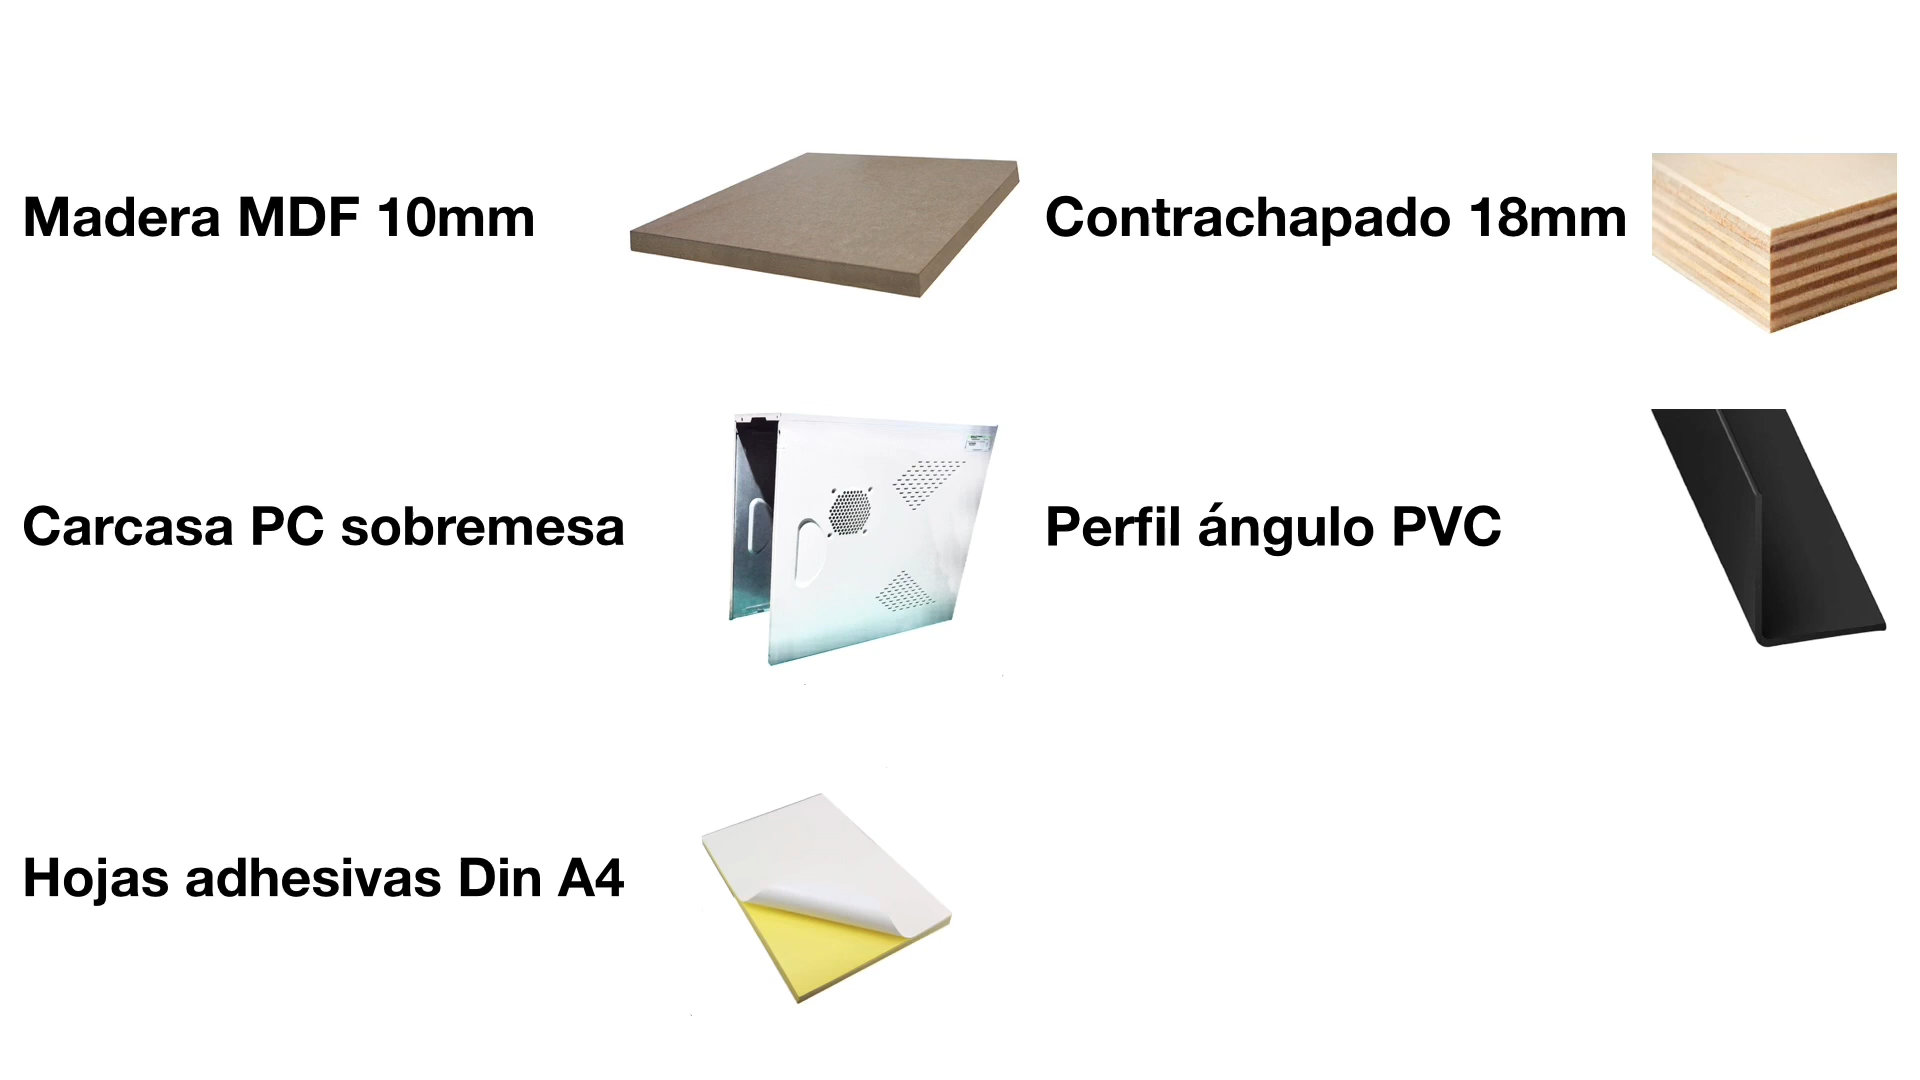 Madera MDF 10mm
Contrachapado 18mm
Carcasa PC sobremesa
Perfil ángulo PVC
Hojas adhesivas Din A4